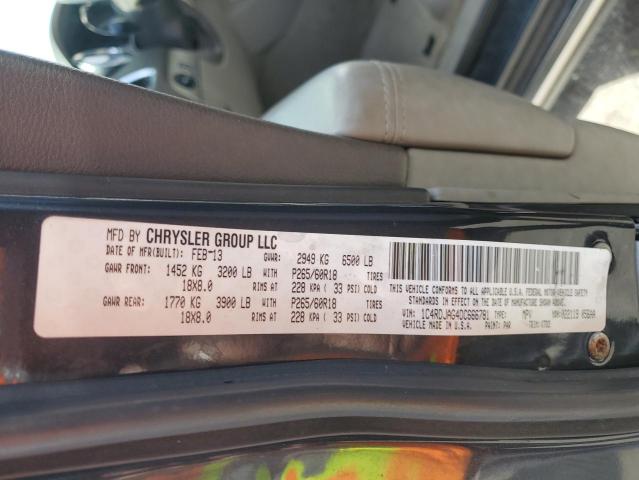 MFD BY CHRYSLER GROUP LLC
DATE OF MFR(BUILT): FEB-13 GVWR: 2949 KG 6500 LB
GAWR FRONT: 1452 KG 3200 LB WITH P265/60R18 TIRES
18X8.0 RIMS AT 228 KPA ( 33 PSI) COLD
GAWR REAR: 1770 KG 3900 LB WITH P265/60R18 TIRES
18X8.0 RIMS AT 228 KPA ( 33 PSI) COLD
THIS VEHICLE CONFORMS TO ALL APPLICABLE U.S.A. FEDERAL MOTOR VEHICLE SAFETY
STANDARDS IN EFFECT ON THE DATE OF MANUFACTURE SHOWN ABOVE.
VIN: 1C4RDJAG4DC666781 TYPE: MPV
VEHICLE MADE IN U.S.A. PAINT: PAR